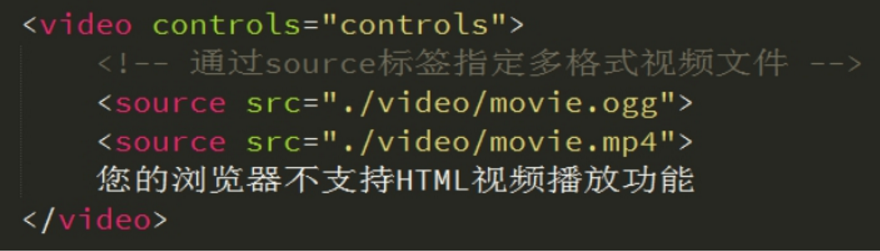 <video controls="controls">
<!-- 通过source标签指定多格式视频文件 -->
<source src="./video/movie.ogg">
<source src="./video/movie.mp4">
您的浏览器不支持HTML视频播放功能
</video>